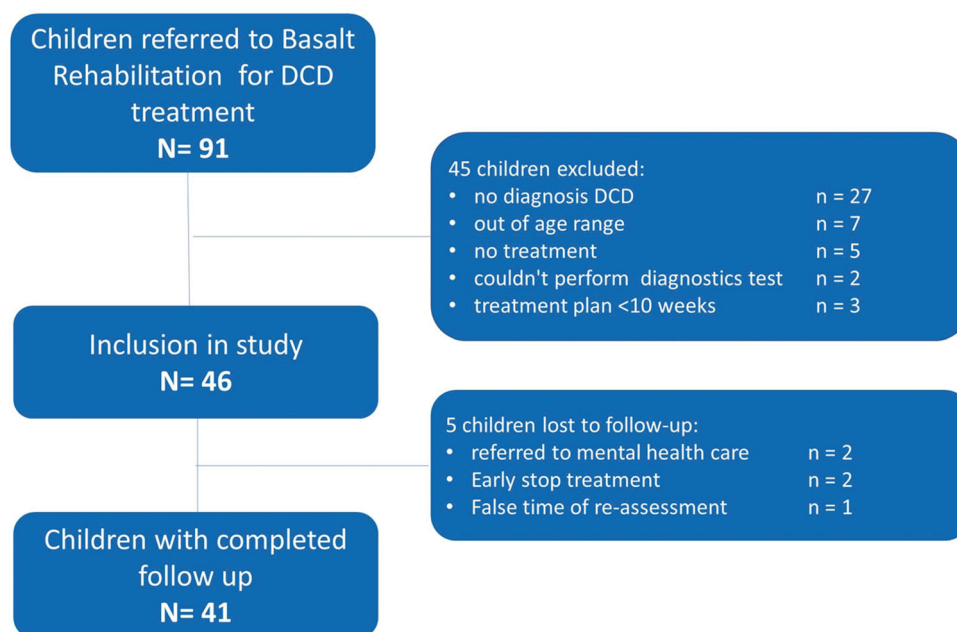 Children referred to Basalt
Rehabilitation for DCD
treatment
N= 91
45 children excluded:
• no diagnosis DCD n = 27
• out of age range n = 7
• no treatment n = 5
• couldn't perform diagnostics test n = 2
• treatment plan <10 weeks n = 3
Inclusion in study
N= 46
5 children lost to follow-up:
• referred to mental health care n = 2
• Early stop treatment n = 2
• False time of re-assessment n = 1
Children with completed
follow up
N= 41